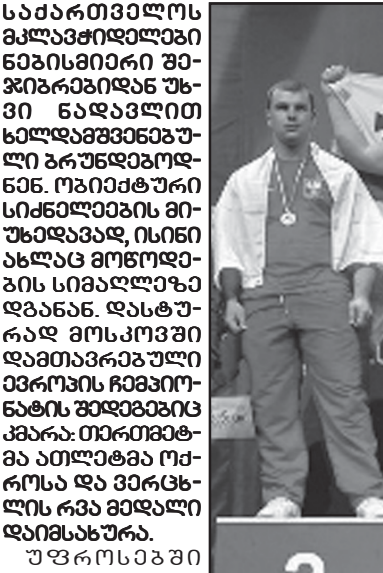 საქართველოს
მკლავჭიდელები
ნებისმიერი შე-
ჯიბრებიდან უხ-
ვი ნადავლით
ხელდამშვენებუ-
ლი ბრუნდებოდ-
ნენ. ობიექტური
სიძნელეების მი-
უხედავად, ისინი
ახლაც მოწოდე-
ბის სიმაღლეზე
დგანან. დასტუ-
რად მოსკოვში
დამთავრებული
ევროპის ჩემპიო-
ნატის შედეგებიც
კმარა: თერთმეტ-
მა ათლეტმა ოქ-
როსა და ვერცხ-
ლის რვა მედალი
დაიმსახურა.
უფროსებში
3